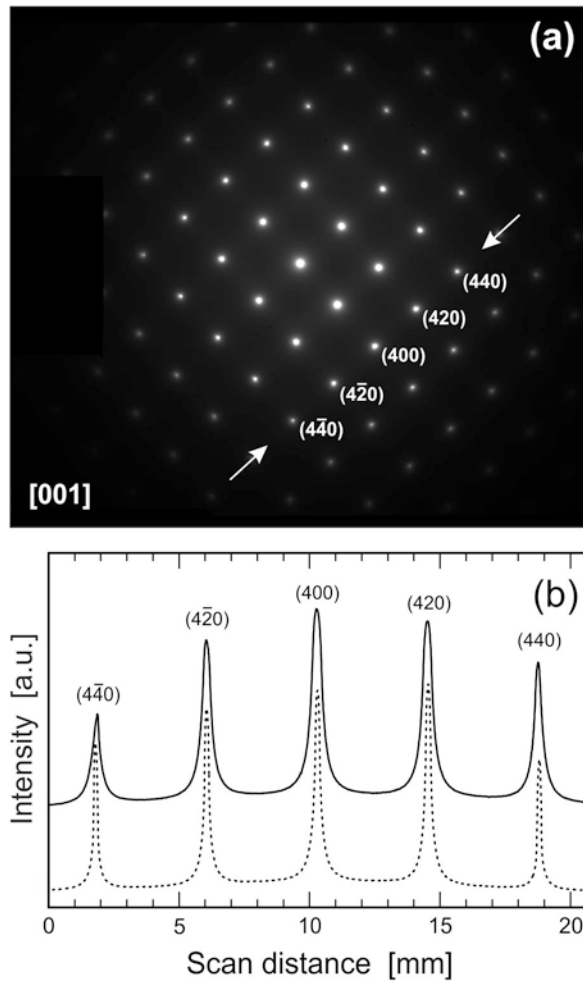 (a)
(440)
(420)
(400)
(42̄0)
(44̄0)
[001]
(b)
(44̄0)
(42̄0)
(400)
(420)
(440)
Intensity [a.u.]
0 5 10 15 20
Scan distance [mm]